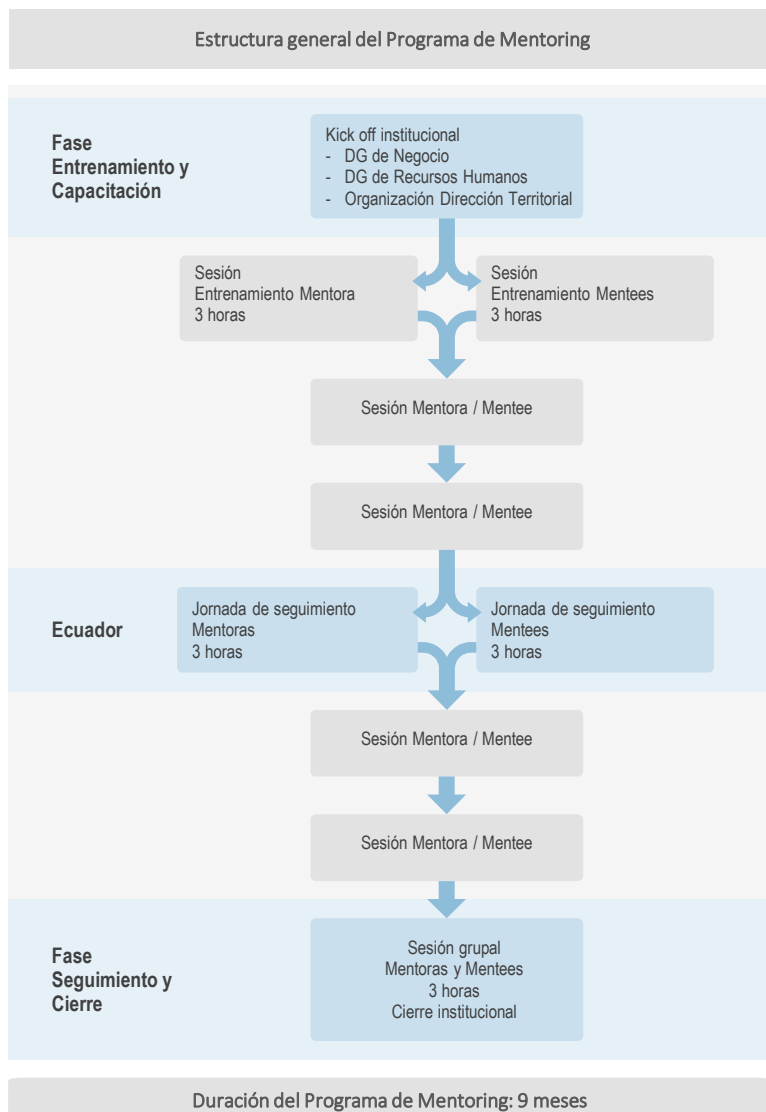 Estructura general del Programa de Mentoring
Fase
Entrenamiento y
Capacitación
Kick off institucional
- DG de Negocio
- DG de Recursos Humanos
- Organización Dirección Territorial
Sesión
Entrenamiento Mentora
3 horas
Sesión
Entrenamiento Mentees
3 horas
Sesión Mentora / Mentee
Sesión Mentora / Mentee
Ecuador
Jornada de seguimiento
Mentoras
3 horas
Jornada de seguimiento
Mentees
3 horas
Sesión Mentora / Mentee
Sesión Mentora / Mentee
Fase
Seguimiento y
Cierre
Sesión grupal
Mentoras y Mentees
3 horas
Cierre institucional
Duración del Programa de Mentoring: 9 meses